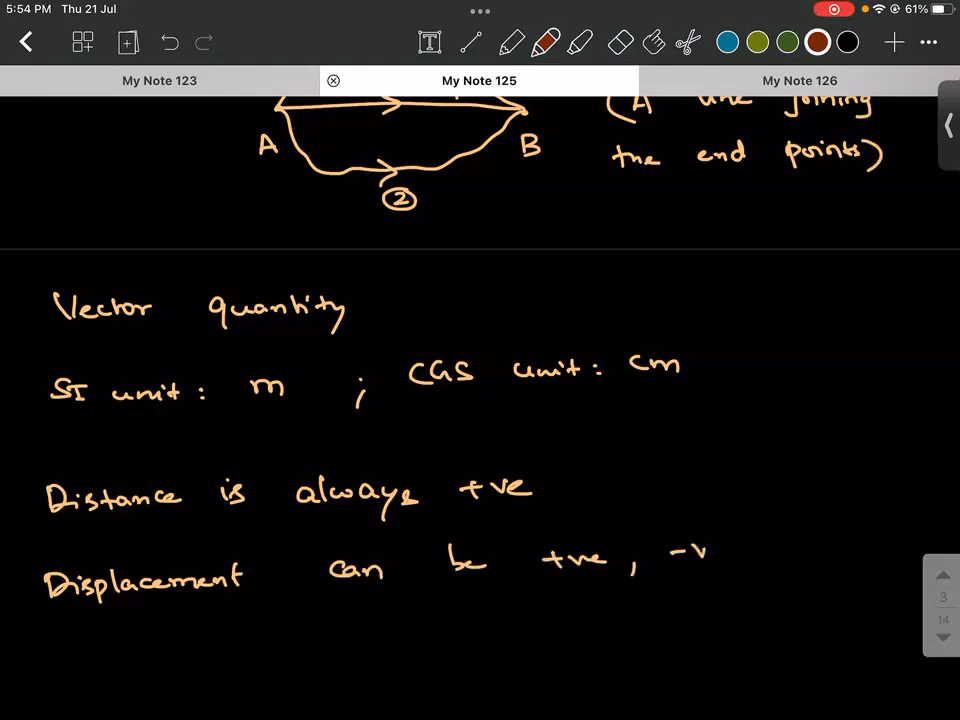 5:54 PM Thu 21 Jul
61%
My Note 123
My Note 125
My Note 126
(A line joining
the end points)
A
B
2
Vector quantity
SI unit: m ; CGS unit: cm
Distance is always +ve
Displacement can be +ve, -v
3
14